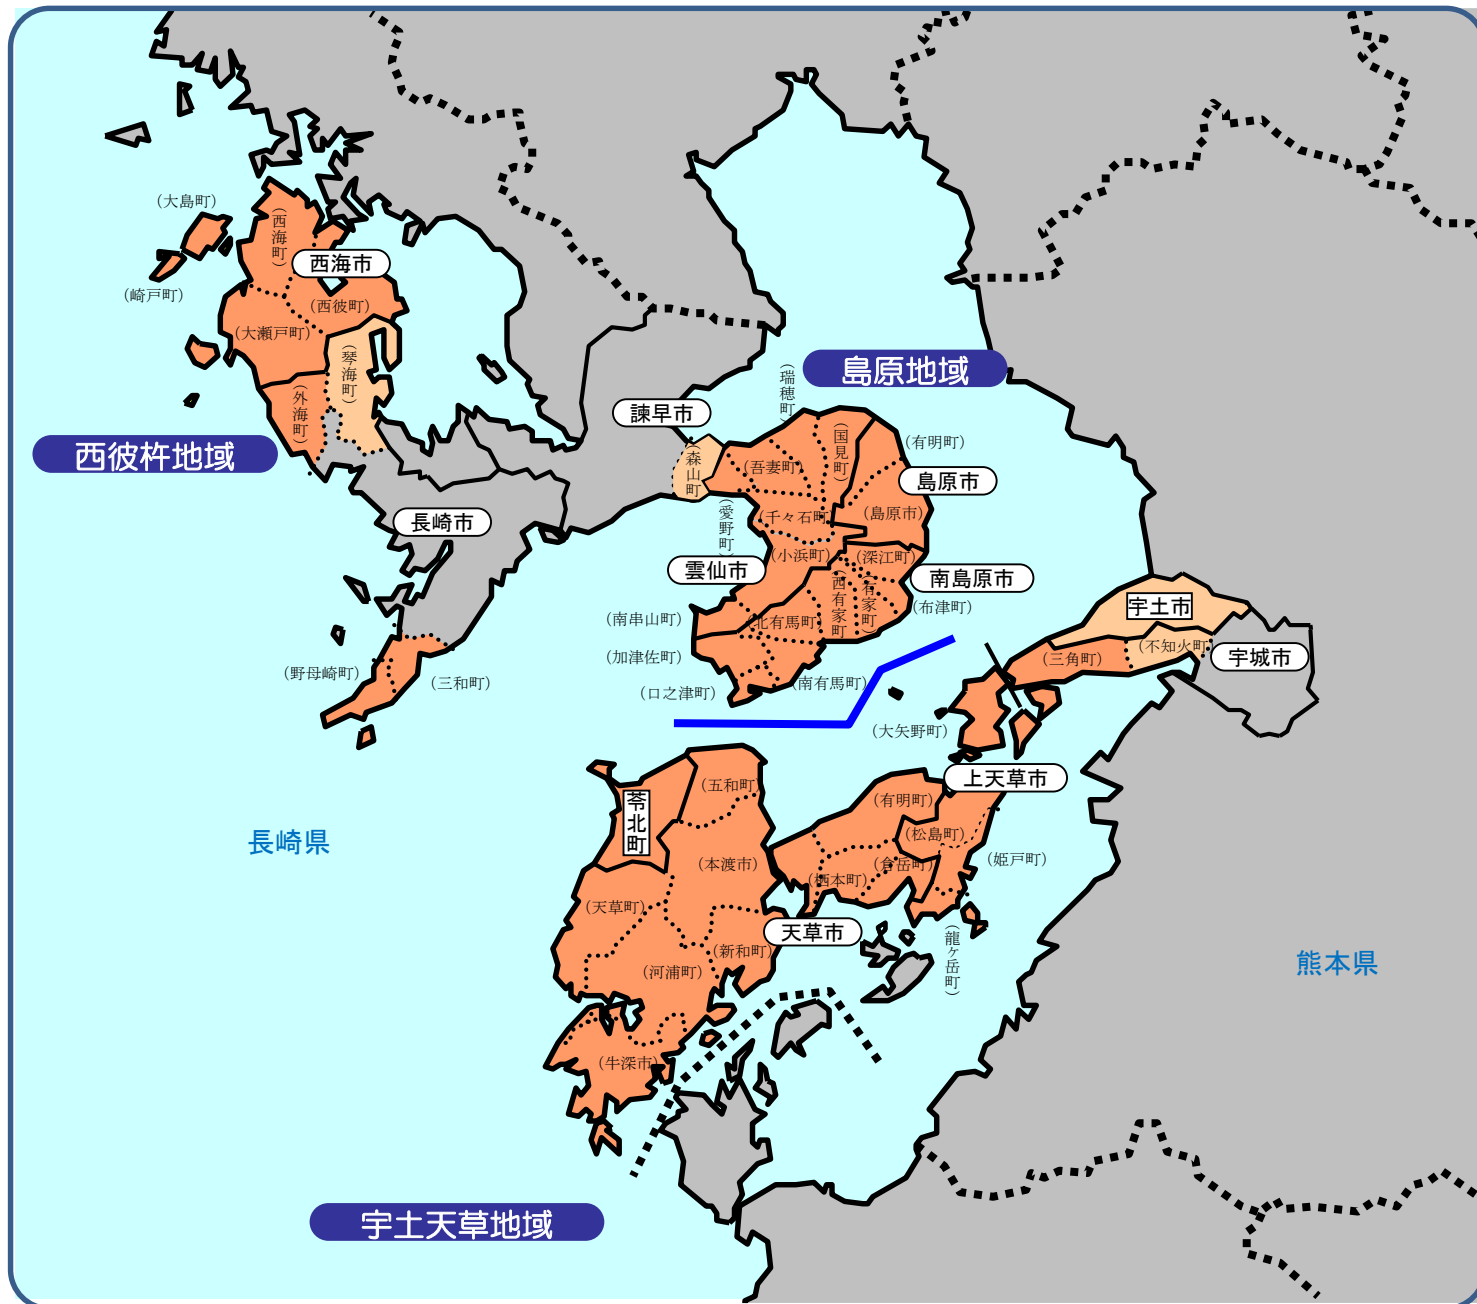 (大島町)
(西海町)
西海市
(崎戸町)
(西彼町)
(大瀬戸町)
(琴海町)
(外海町)
西彼杵地域
長崎市
(野母崎町)
(三和町)
島原地域
諫早市
(森山町)
(瑞穂町)
(国見町)
(有明町)
(吾妻町)
島原市
(島原市)
(千々石町)
(愛野町)
(小浜町)
(深江町)
雲仙市
(西有家町)
(有家町)
南島原市
(布津町)
(南串山町)
(北有馬町)
(加津佐町)
(口之津町)
(南有馬町)
宇土市
(不知火町)
宇城市
(三角町)
(大矢野町)
上天草市
(五和町)
(有明町)
苓北町
(松島町)
(姫戸町)
(本渡市)
(倉岳町)
(栖本町)
(天草町)
天草市
(龍ヶ岳町)
(新和町)
(河浦町)
(牛深市)
長崎県
熊本県
宇土天草地域